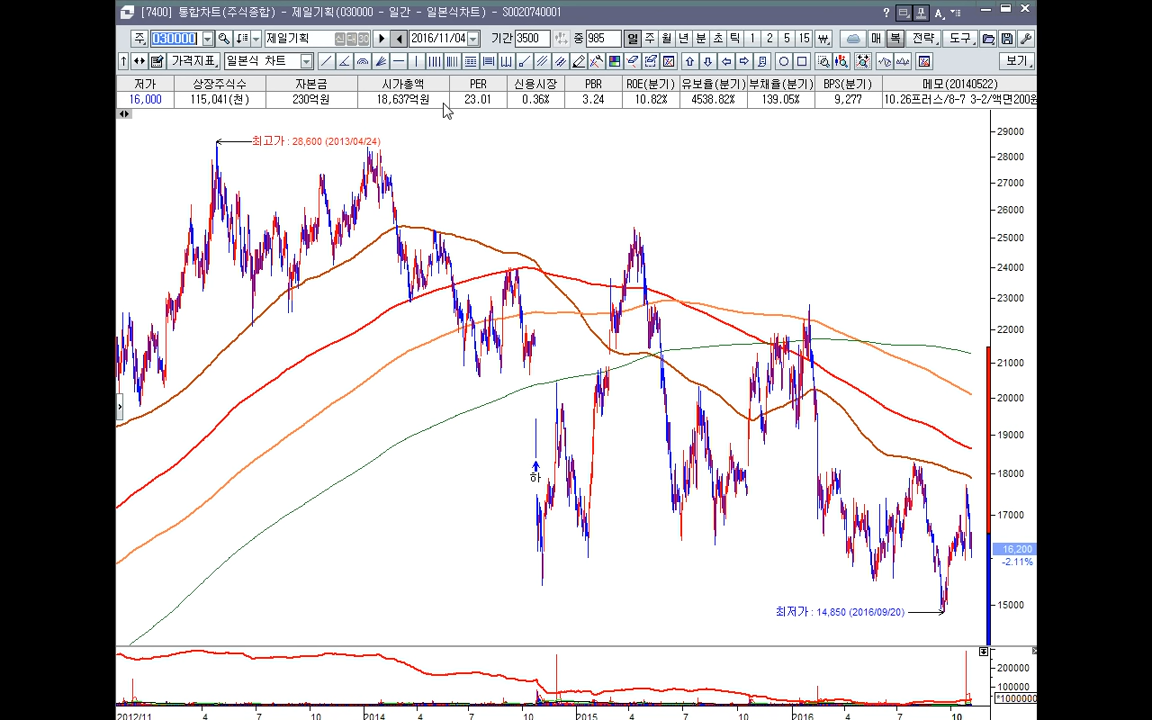 [7400] 통합차트(주식종합) - 제일기획(030000 - 일간 - 일본식차트) - S0020740001
주 030000 제일기획 2016/11/04 기간 3500 중 985 일 주 월 년 분 초 틱 1 2 5 15 매 복 전략 도구
가격지표 일본식 차트 보기
저가 상장주식수 자본금 시가총액 PER 신용시장 PBR ROE(분기) 유보율(분기) 부채율(분기) BPS(분기) 메모(20140522)
16,000 115,041(천) 230억원 18,637억원 23.01 0.36% 3.24 10.82% 4538.82% 139.05% 9,277 10.26프러스/8-7 3-2/액면200원
최고가 : 28,600 (2013/04/24)
29000
28000
27000
26000
25000
24000
23000
22000
21000
20000
19000
18000
하
17000
16,200
-2.11%
최저가 : 14,850 (2016/09/20)
15000
200000
100000
*1000000
2012/11 4 7 10 2014 4 7 10 2015 4 7 10 2016 4 7 10